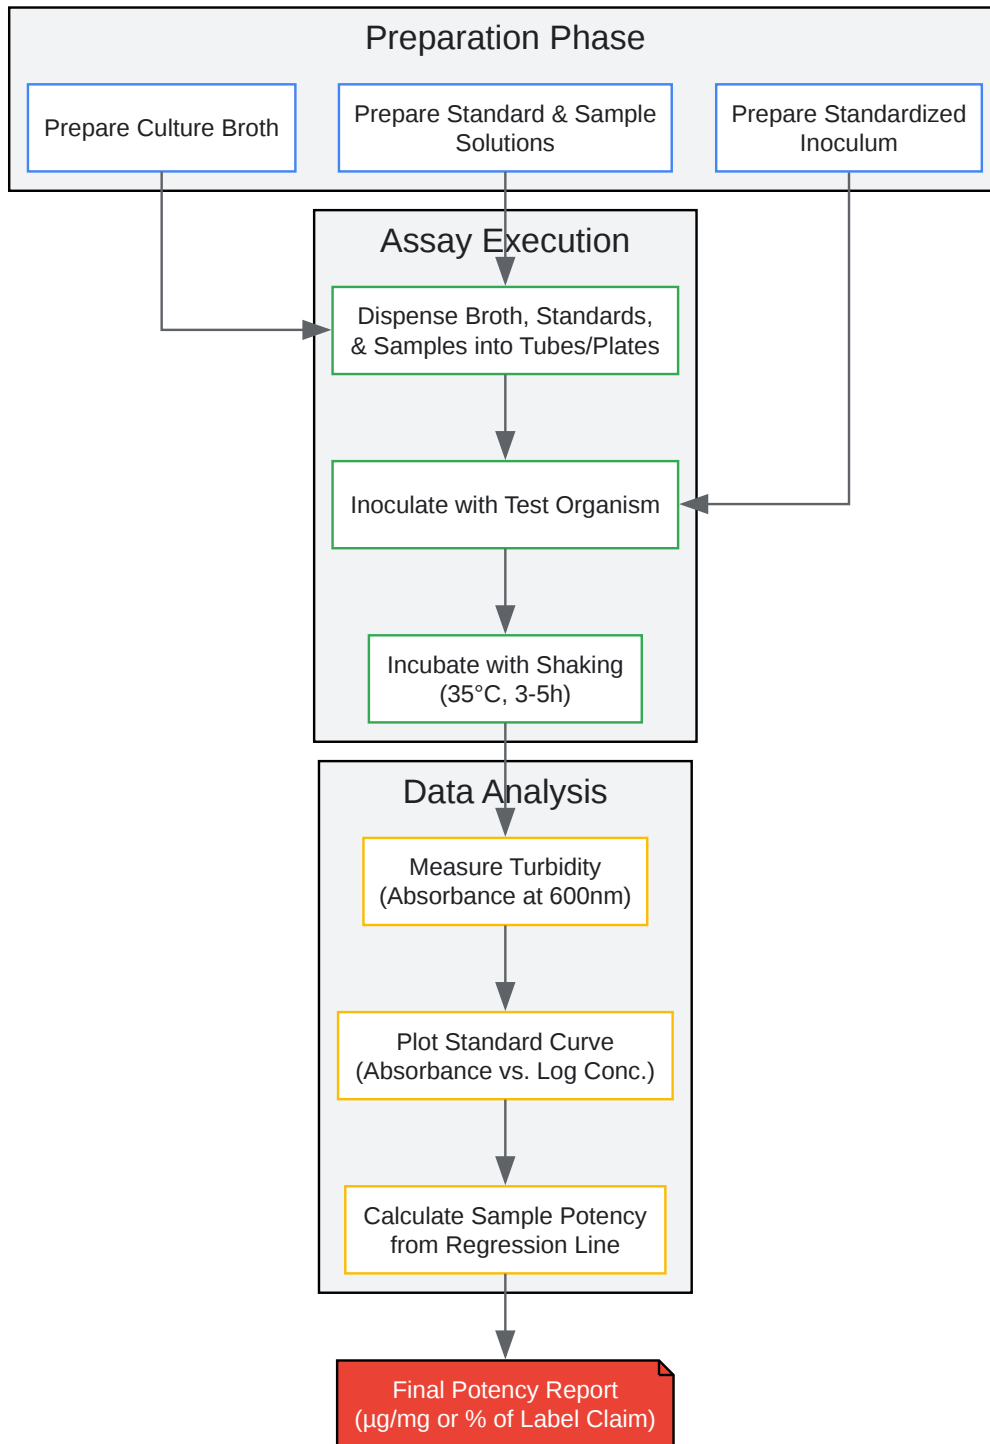 Preparation Phase
Prepare Culture Broth
Prepare Standard & Sample
Solutions
Prepare Standardized
Inoculum
Assay Execution
Dispense Broth, Standards,
& Samples into Tubes/Plates
Inoculate with Test Organism
Incubate with Shaking
(35°C, 3-5h)
Data Analysis
Measure Turbidity
(Absorbance at 600nm)
Plot Standard Curve
(Absorbance vs. Log Conc.)
Calculate Sample Potency
from Regression Line
Final Potency Report
(µg/mg or % of Label Claim)